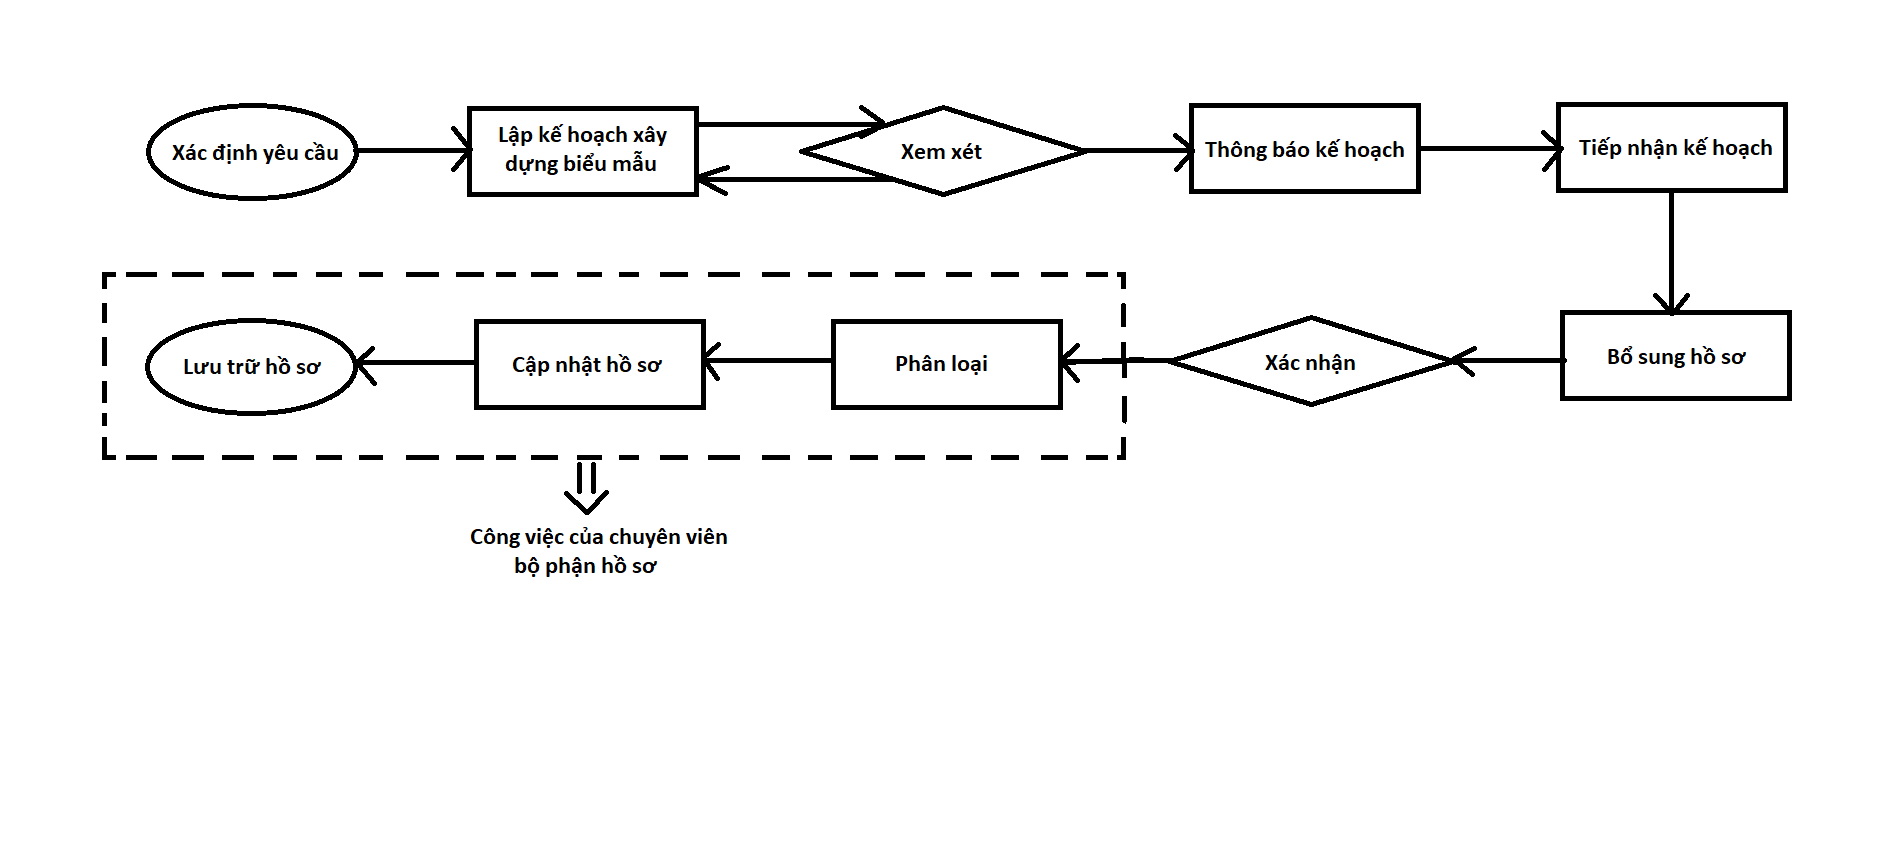 Xác định yêu cầu
Lập kế hoạch xây
dựng biểu mẫu
Xem xét
Thông báo kế hoạch
Tiếp nhận kế hoạch
Bổ sung hồ sơ
Xác nhận
Phân loại
Cập nhật hồ sơ
Lưu trữ hồ sơ
Công việc của chuyên viên
bộ phận hồ sơ